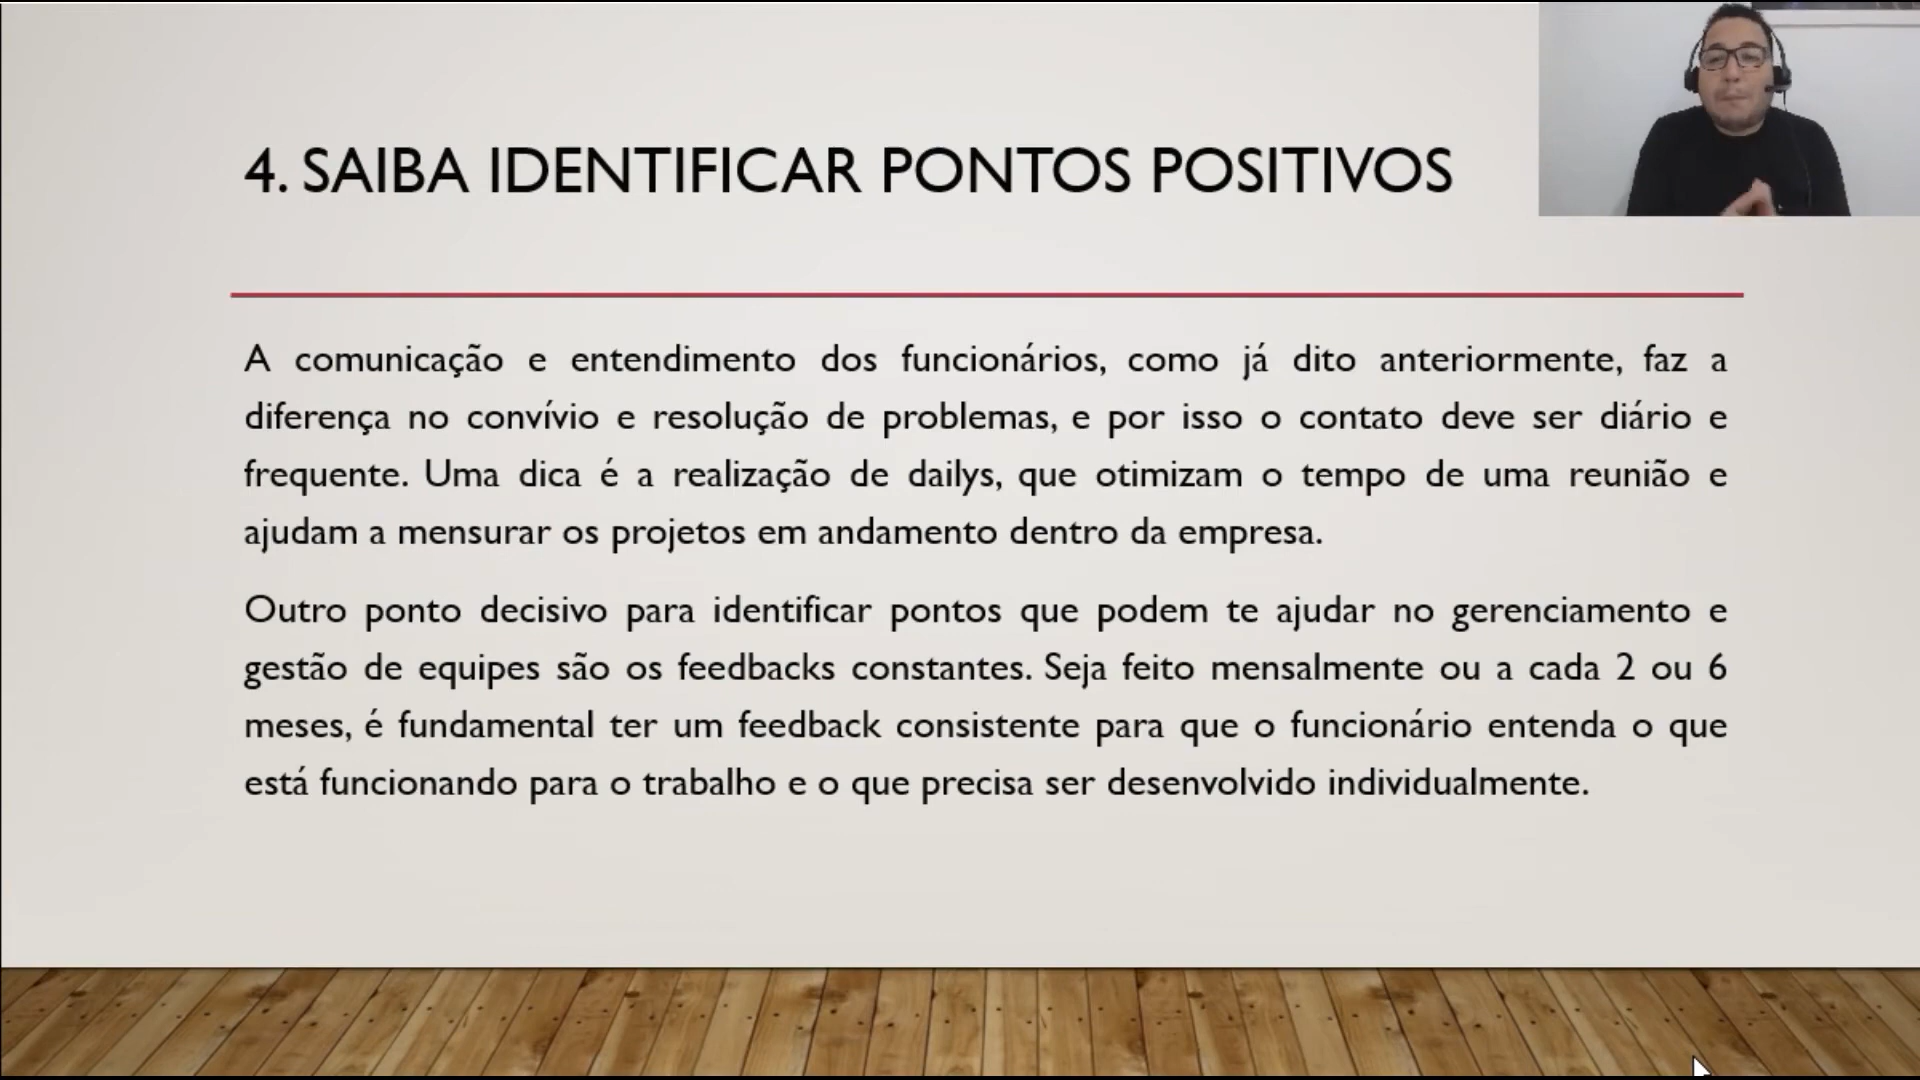 4. SAIBA IDENTIFICAR PONTOS POSITIVOS
A comunicação e entendimento dos funcionários, como já dito anteriormente, faz a
diferença no convívio e resolução de problemas, e por isso o contato deve ser diário e
frequente. Uma dica é a realização de dailys, que otimizam o tempo de uma reunião e
ajudam a mensurar os projetos em andamento dentro da empresa.
Outro ponto decisivo para identificar pontos que podem te ajudar no gerenciamento e
gestão de equipes são os feedbacks constantes. Seja feito mensalmente ou a cada 2 ou 6
meses, é fundamental ter um feedback consistente para que o funcionário entenda o que
está funcionando para o trabalho e o que precisa ser desenvolvido individualmente.